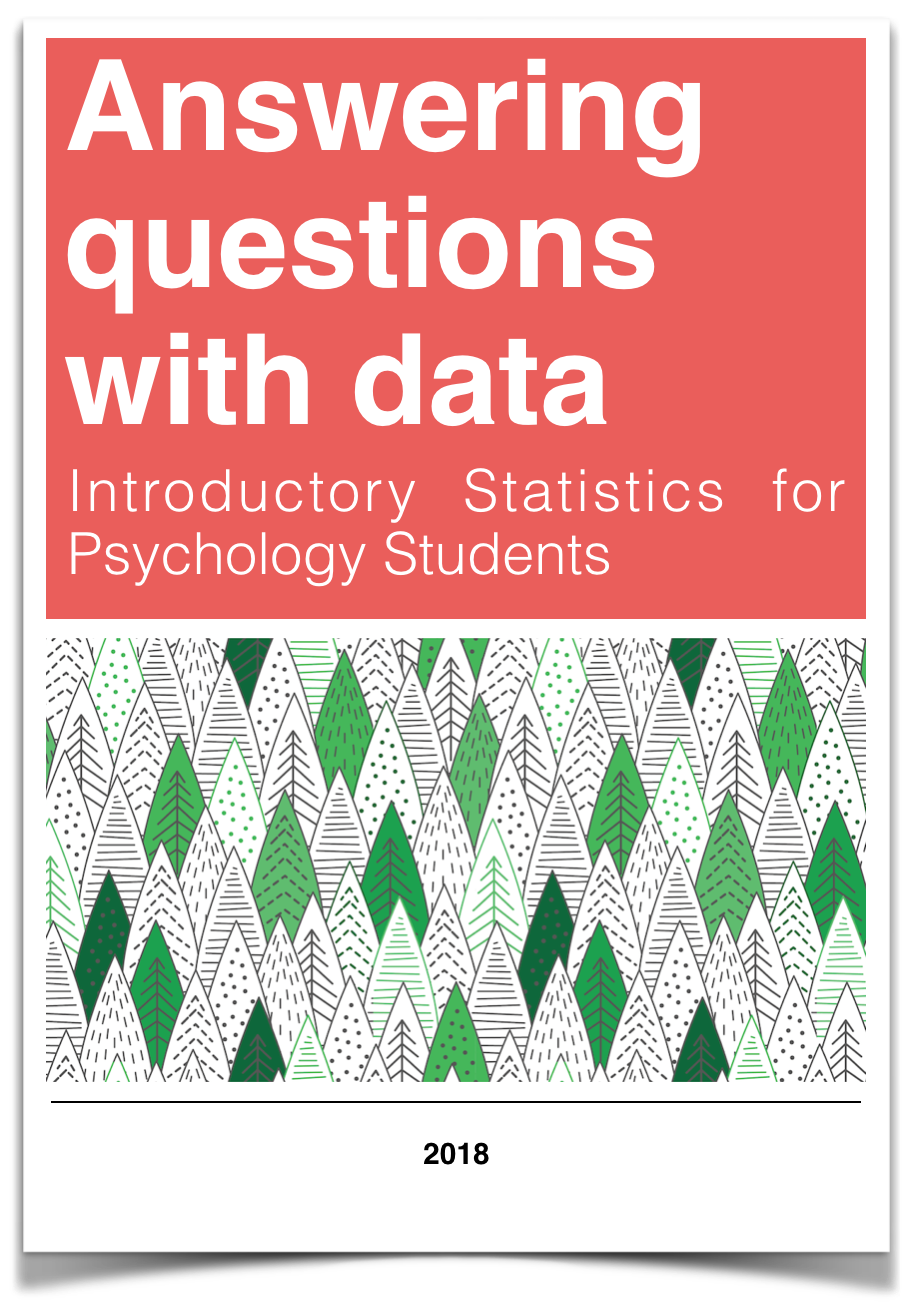 Answering
questions
with data
Introductory Statistics for
Psychology Students
2018